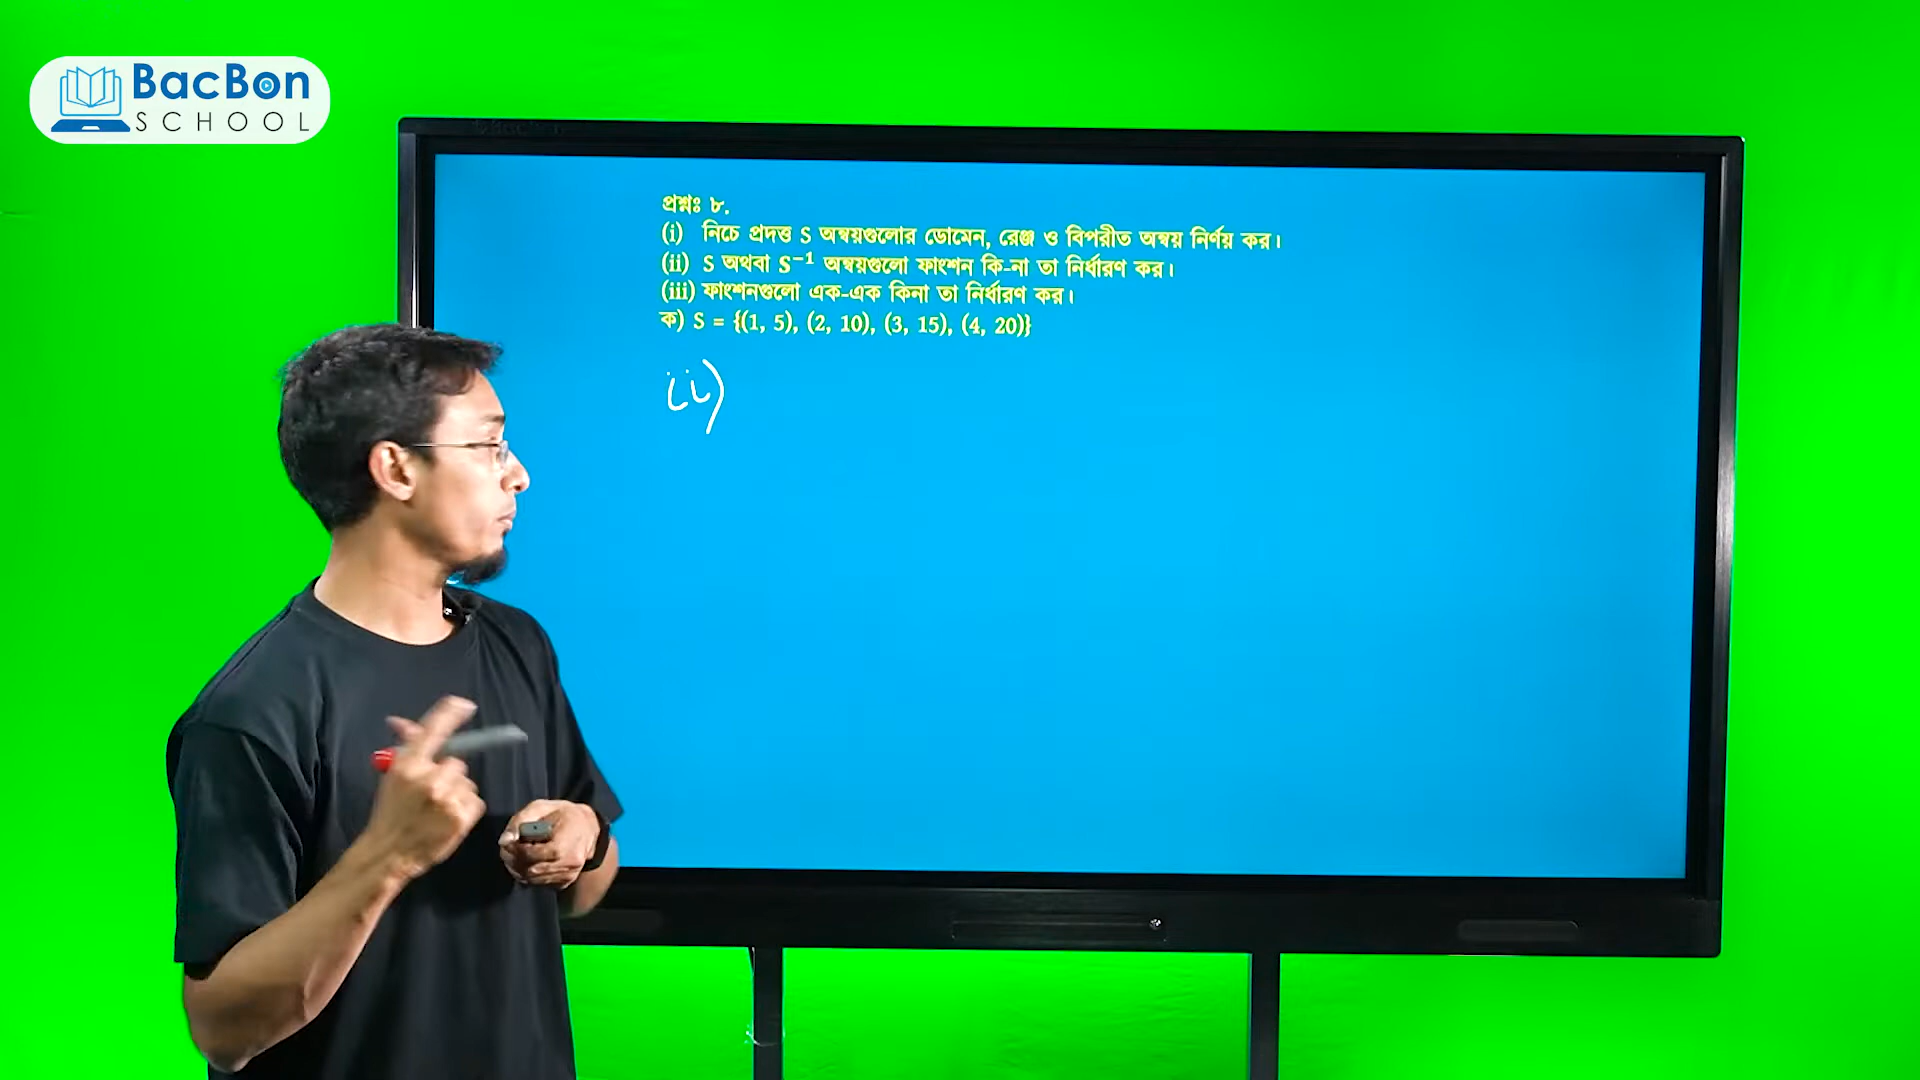 BacBon
SCHOOL
প্রশ্নঃ ৮.
(i) নিচে প্রদত্ত S অন্বয়গুলোর ডোমেন, রেঞ্জ ও বিপরীত অন্বয় নির্ণয় কর।
(ii) S অথবা S⁻¹ অন্বয়গুলো ফাংশন কি-না তা নির্ধারণ কর।
(iii) ফাংশনগুলো এক-এক কিনা তা নির্ধারণ কর।
ক) S = {(1, 5), (2, 10), (3, 15), (4, 20)}
ii)